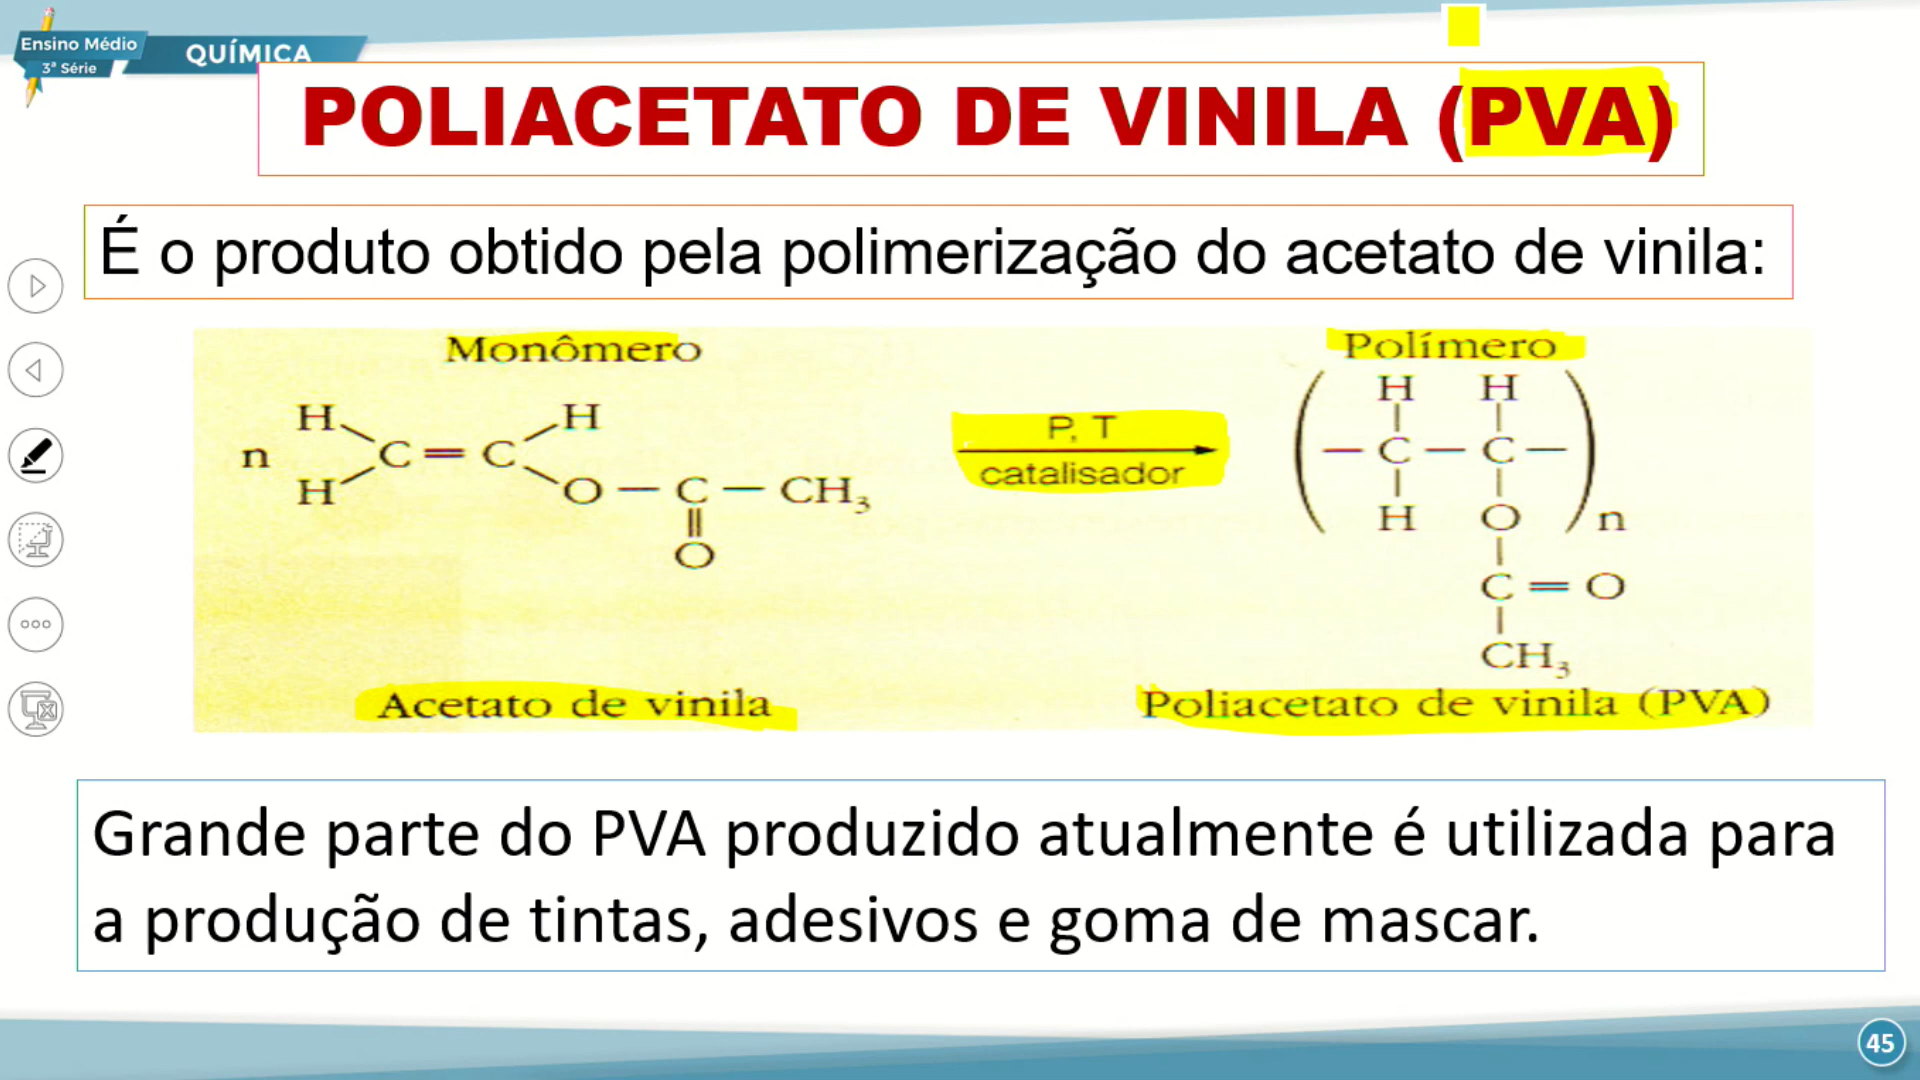 Ensino Médio
3ª Série
QUÍMICA
POLIACETATO DE VINILA (PVA)
É o produto obtido pela polimerização do acetato de vinila:
Monômero
Polímero
H H
n C = C
H O — C — CH₃
O
P, T
catalisador
H H
— C — C —
H O n
C = O
CH₃
Acetato de vinila
Poliacetato de vinila (PVA)
Grande parte do PVA produzido atualmente é utilizada para
a produção de tintas, adesivos e goma de mascar.
45